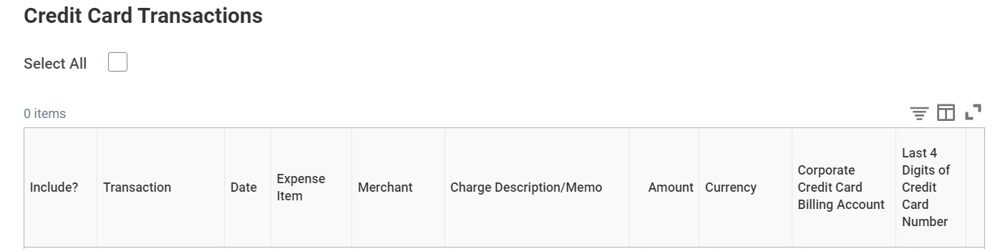 Credit Card Transactions
Select All
0 items
Include?
Transaction
Date
Expense
Item
Merchant
Charge Description/Memo
Amount
Currency
Corporate
Credit Card
Billing Account
Last 4
Digits of
Credit
Card
Number